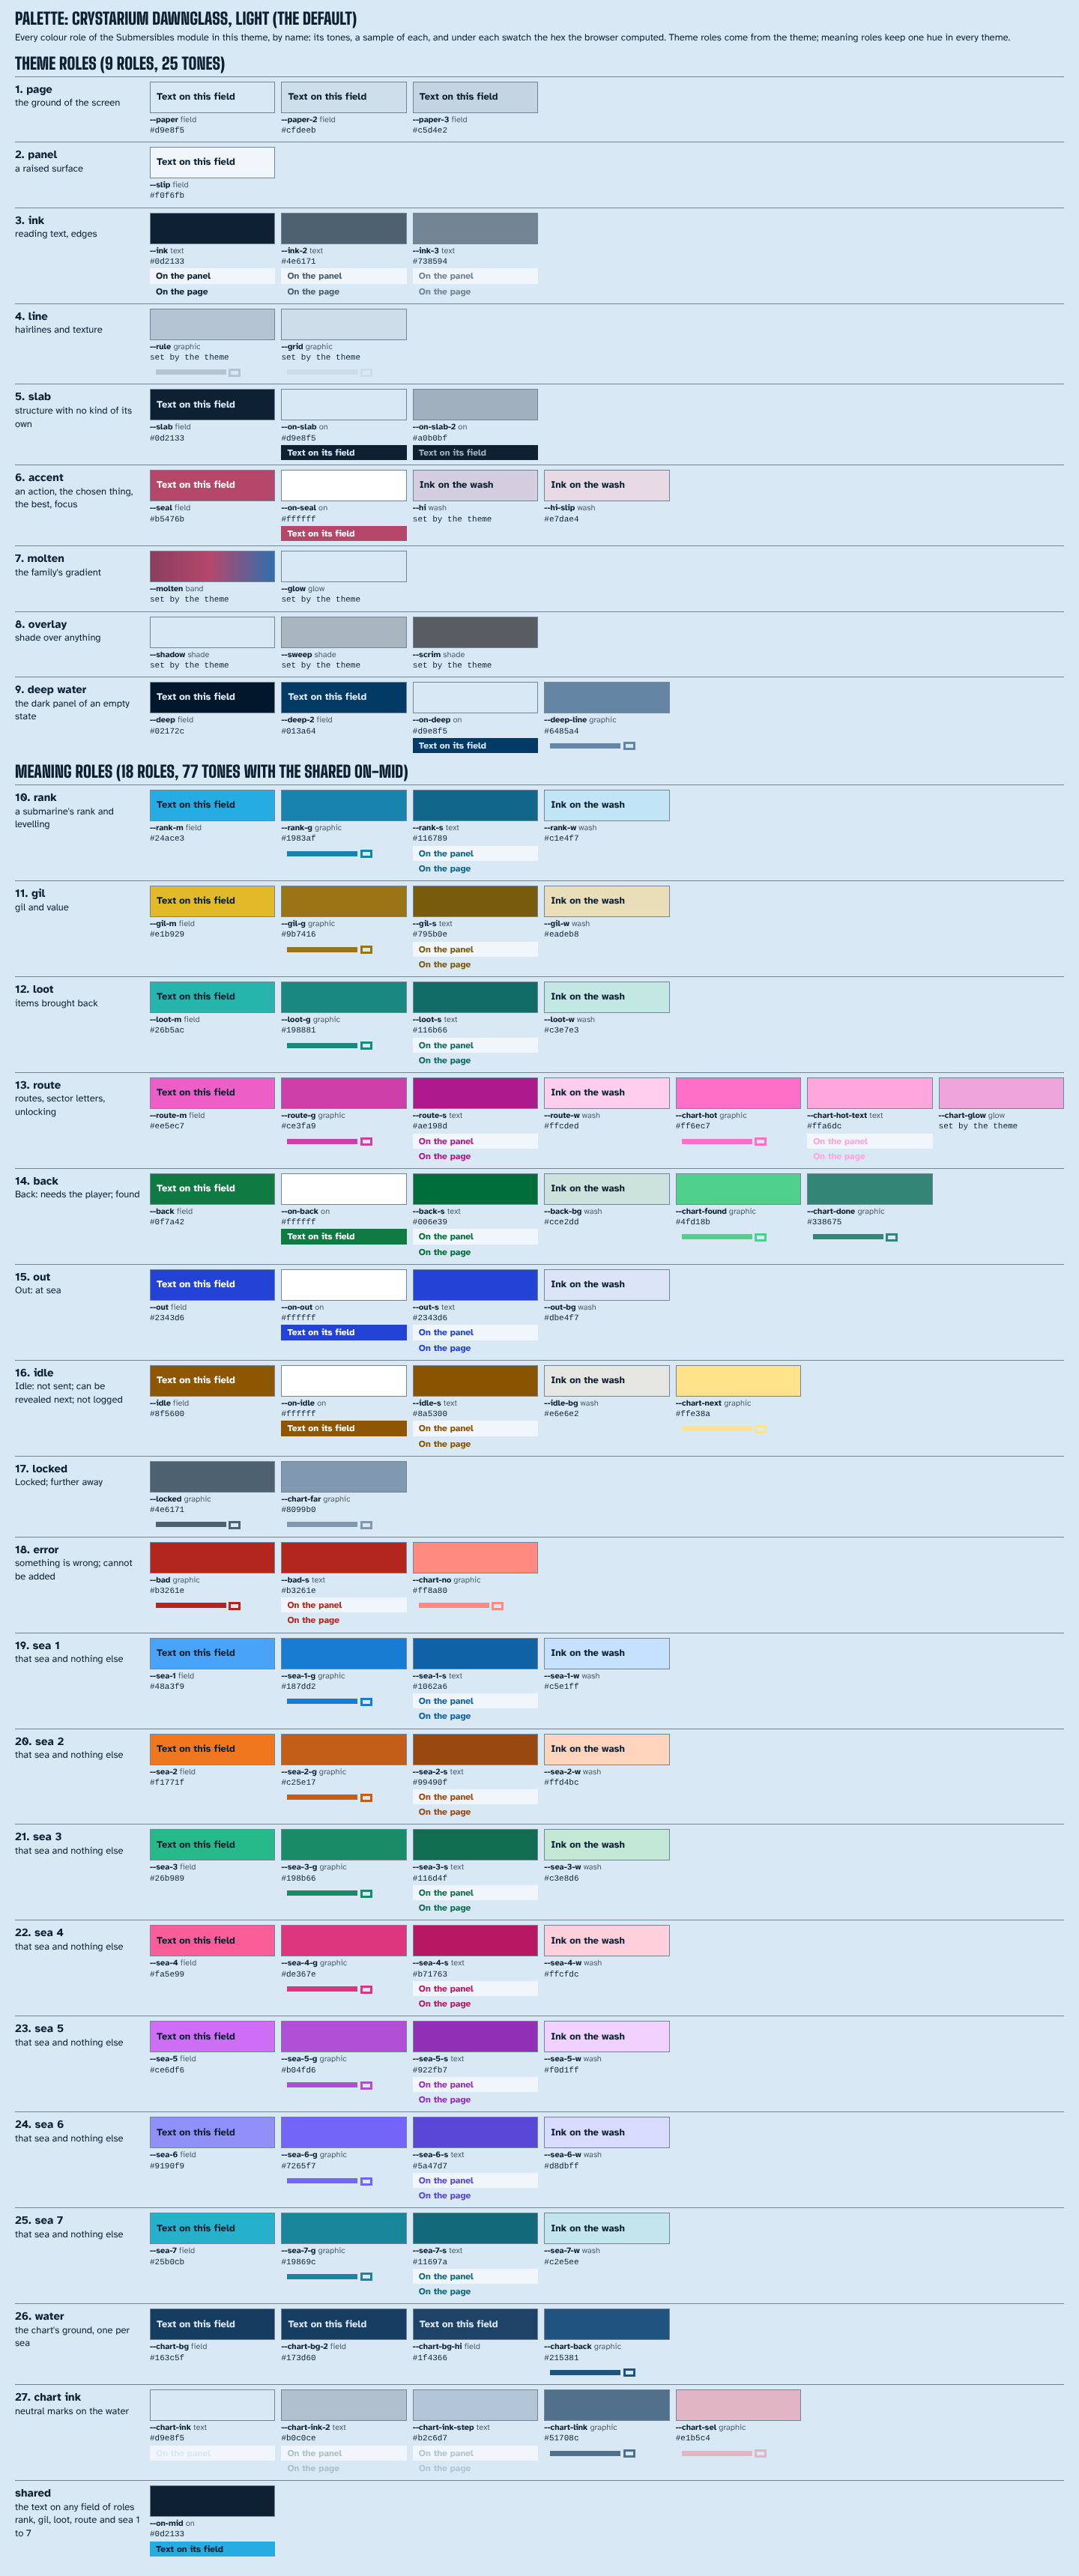 PALETTE: CRYSTARIUM DAWNGLASS, LIGHT (THE DEFAULT)
Every colour role of the Submersibles module in this theme, by name: its tones, a sample of each, and under each swatch the hex the browser computed. Theme roles come from the theme; meaning roles keep one hue in every theme.
THEME ROLES (9 ROLES, 25 TONES)
1. page
the ground of the screen
Text on this field Text on this field Text on this field
--paper field --paper-2 field --paper-3 field
#d9e8f5 #cfdeeb #c5d4e2
2. panel
a raised surface
Text on this field
--slip field
#f0f6fb
3. ink
reading text, edges
--ink text --ink-2 text --ink-3 text
#0d2133 #4e6171 #738594
On the panel On the panel On the panel
On the page On the page On the page
4. line
hairlines and texture
--rule graphic --grid graphic
set by the theme set by the theme
5. slab
structure with no kind of its
own
Text on this field
--slab field --on-slab on --on-slab-2 on
#0d2133 #d9e8f5 #a0b0bf
Text on its field Text on its field
6. accent
an action, the chosen thing,
the best, focus
Text on this field Ink on the wash Ink on the wash
--seal field --on-seal on --hi wash --hi-slip wash
#b5476b #ffffff set by the theme #e7dae4
Text on its field
7. molten
the family's gradient
--molten band --glow glow
set by the theme set by the theme
8. overlay
shade over anything
--shadow shade --sweep shade --scrim shade
set by the theme set by the theme set by the theme
9. deep water
the dark panel of an empty
state
Text on this field Text on this field
--deep field --deep-2 field --on-deep on --deep-line graphic
#02172c #013a64 #d9e8f5 #6485a4
Text on its field
MEANING ROLES (18 ROLES, 77 TONES WITH THE SHARED ON-MID)
10. rank
a submarine's rank and
levelling
Text on this field Ink on the wash
--rank-m field --rank-g graphic --rank-s text --rank-w wash
#24ace3 #1983af #116789 #c1e4f7
On the panel
On the page
11. gil
gil and value
Text on this field Ink on the wash
--gil-m field --gil-g graphic --gil-s text --gil-w wash
#e1b929 #9b7416 #795b0e #eadeb8
On the panel
On the page
12. loot
items brought back
Text on this field Ink on the wash
--loot-m field --loot-g graphic --loot-s text --loot-w wash
#26b5ac #198881 #116b66 #c3e7e3
On the panel
On the page
13. route
routes, sector letters,
unlocking
Text on this field Ink on the wash
--route-m field --route-g graphic --route-s text --route-w wash --chart-hot graphic --chart-hot-text text --chart-glow glow
#ee5ec7 #ce3fa9 #ae198d #ffcded #ff6ec7 #ffa6dc set by the theme
On the panel On the panel
On the page On the page
14. back
Back: needs the player; found
Text on this field Ink on the wash
--back field --on-back on --back-s text --back-bg wash --chart-found graphic --chart-done graphic
#0f7a42 #ffffff #006e39 #cce2dd #4fd18b #338675
Text on its field On the panel
On the page
15. out
Out: at sea
Text on this field Ink on the wash
--out field --on-out on --out-s text --out-bg wash
#2343d6 #ffffff #2343d6 #dbe4f7
Text on its field On the panel
On the page
16. idle
Idle: not sent; can be
revealed next; not logged
Text on this field Ink on the wash
--idle field --on-idle on --idle-s text --idle-bg wash --chart-next graphic
#8f5600 #ffffff #8a5300 #e6e6e2 #ffe38a
Text on its field On the panel
On the page
17. locked
Locked; further away
--locked graphic --chart-far graphic
#4e6171 #8099b0
18. error
something is wrong; cannot
be added
--bad graphic --bad-s text --chart-no graphic
#b3261e #b3261e #ff8a80
On the panel
On the page
19. sea 1
that sea and nothing else
Text on this field Ink on the wash
--sea-1 field --sea-1-g graphic --sea-1-s text --sea-1-w wash
#48a3f9 #187dd2 #1062a6 #c5e1ff
On the panel
On the page
20. sea 2
that sea and nothing else
Text on this field Ink on the wash
--sea-2 field --sea-2-g graphic --sea-2-s text --sea-2-w wash
#f1771f #c25e17 #99490f #ffd4bc
On the panel
On the page
21. sea 3
that sea and nothing else
Text on this field Ink on the wash
--sea-3 field --sea-3-g graphic --sea-3-s text --sea-3-w wash
#26b989 #198b66 #116d4f #c3e8d6
On the panel
On the page
22. sea 4
that sea and nothing else
Text on this field Ink on the wash
--sea-4 field --sea-4-g graphic --sea-4-s text --sea-4-w wash
#fa5e99 #de367e #b71763 #ffcfdc
On the panel
On the page
23. sea 5
that sea and nothing else
Text on this field Ink on the wash
--sea-5 field --sea-5-g graphic --sea-5-s text --sea-5-w wash
#ce6df6 #b04fd6 #922fb7 #f0d1ff
On the panel
On the page
24. sea 6
that sea and nothing else
Text on this field Ink on the wash
--sea-6 field --sea-6-g graphic --sea-6-s text --sea-6-w wash
#9190f9 #7265f7 #5a47d7 #d8dbff
On the panel
On the page
25. sea 7
that sea and nothing else
Text on this field Ink on the wash
--sea-7 field --sea-7-g graphic --sea-7-s text --sea-7-w wash
#25b0cb #19869c #11697a #c2e5ee
On the panel
On the page
26. water
the chart's ground, one per
sea
Text on this field Text on this field Text on this field
--chart-bg field --chart-bg-2 field --chart-bg-hi field --chart-back graphic
#163c5f #173d60 #1f4366 #215381
27. chart ink
neutral marks on the water
--chart-ink text --chart-ink-2 text --chart-ink-step text --chart-link graphic --chart-sel graphic
#d9e8f5 #b0c0ce #b2c6d7 #51708c #e1b5c4
On the panel On the panel On the panel
On the page On the page
shared
the text on any field of roles
rank, gil, loot, route and sea 1
to 7
--on-mid on
#0d2133
Text on its field